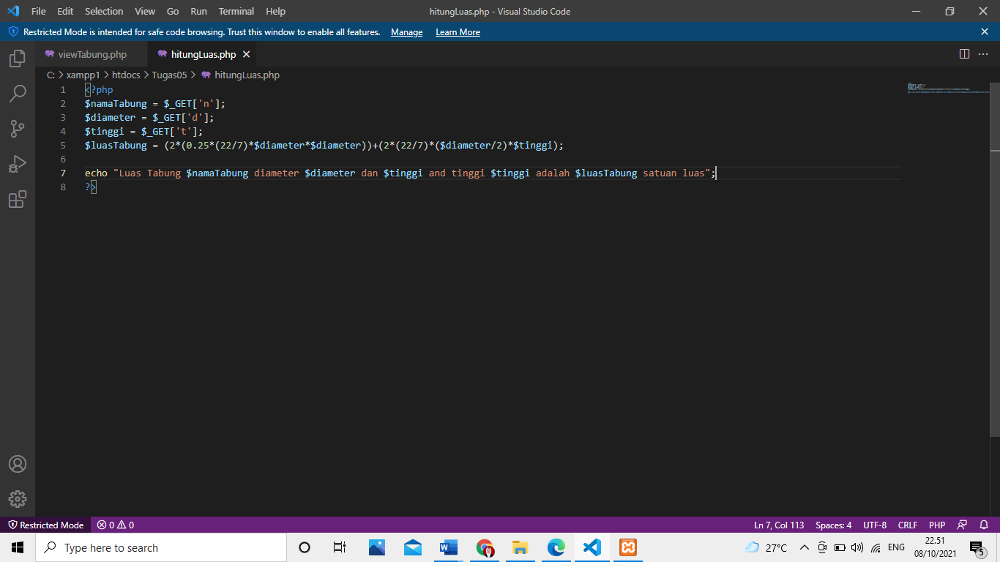 File Edit Selection View Go Run Terminal Help hitungLuas.php - Visual Studio Code
Restricted Mode is intended for safe code browsing. Trust this window to enable all features. Manage Learn More
viewTabung.php hitungLuas.php
C: > xampp1 > htdocs > Tugas05 > hitungLuas.php
1 <?php
2 $namaTabung = $_GET['n'];
3 $diameter = $_GET['d'];
4 $tinggi = $_GET['t'];
5 $luasTabung = (2*(0.25*(22/7)*$diameter*$diameter))+(2*(22/7)*($diameter/2)*$tinggi);
6
7 echo "Luas Tabung $namaTabung diameter $diameter dan $tinggi and tinggi $tinggi adalah $luasTabung satuan luas";
8 ?>
Restricted Mode 0 0 Ln 7, Col 113 Spaces: 4 UTF-8 CRLF PHP
Type here to search 27°C ENG 22.51
08/10/2021 5